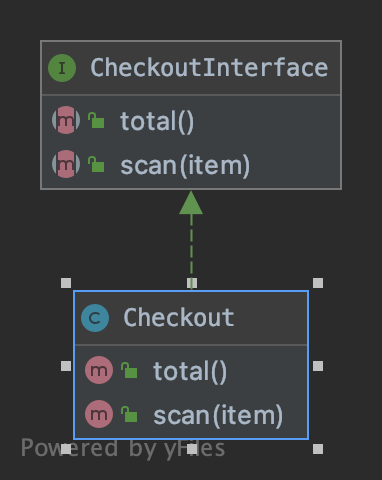 I CheckoutInterface
m total()
m scan(item)
C Checkout
m total()
m scan(item)
Powered by yFiles